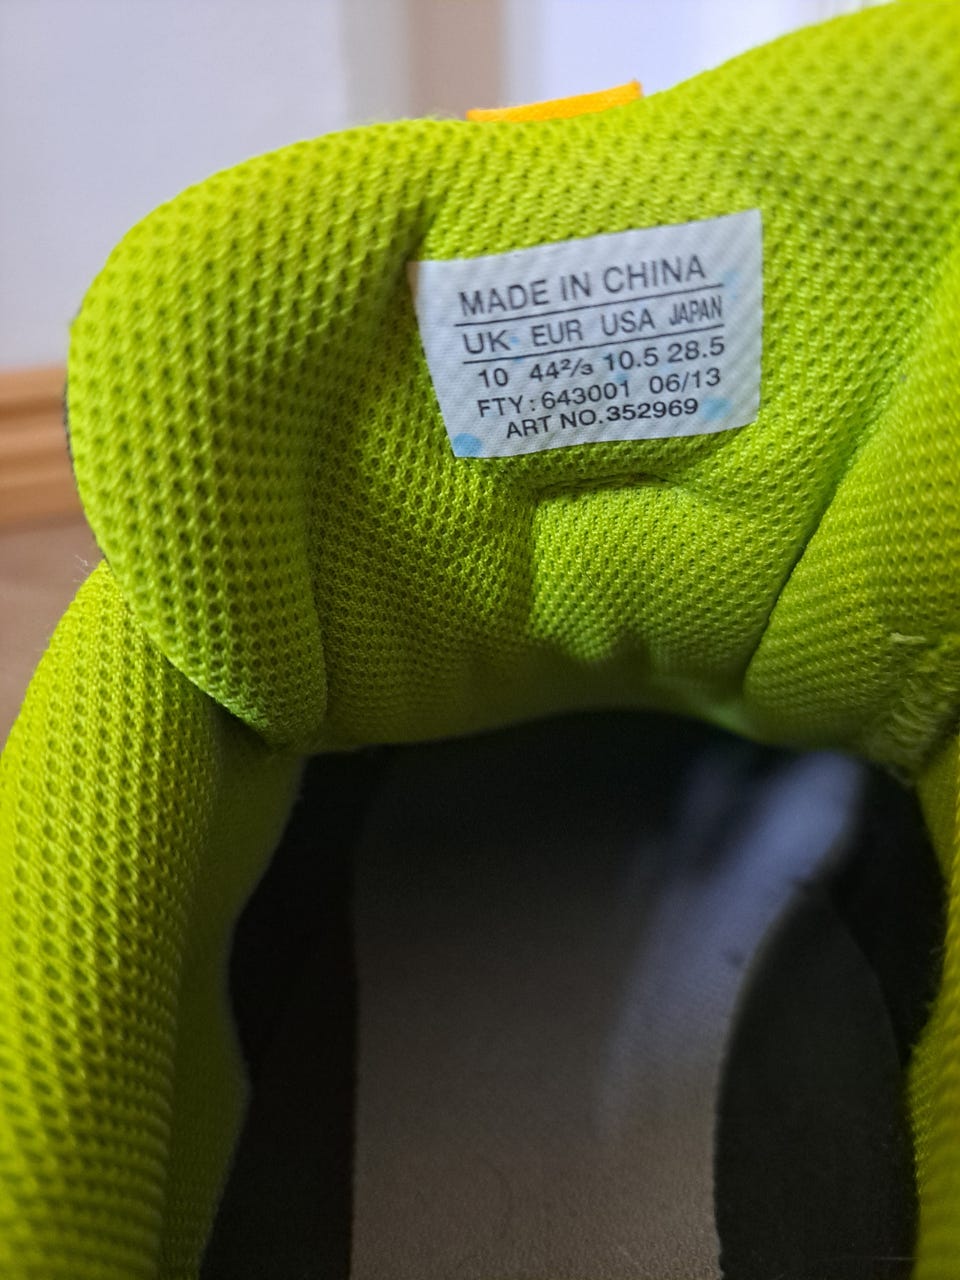 MADE IN CHINA
UK EUR USA JAPAN
10 44²/₃ 10.5 28.5
FTY:643001 06/13
ART NO.352969